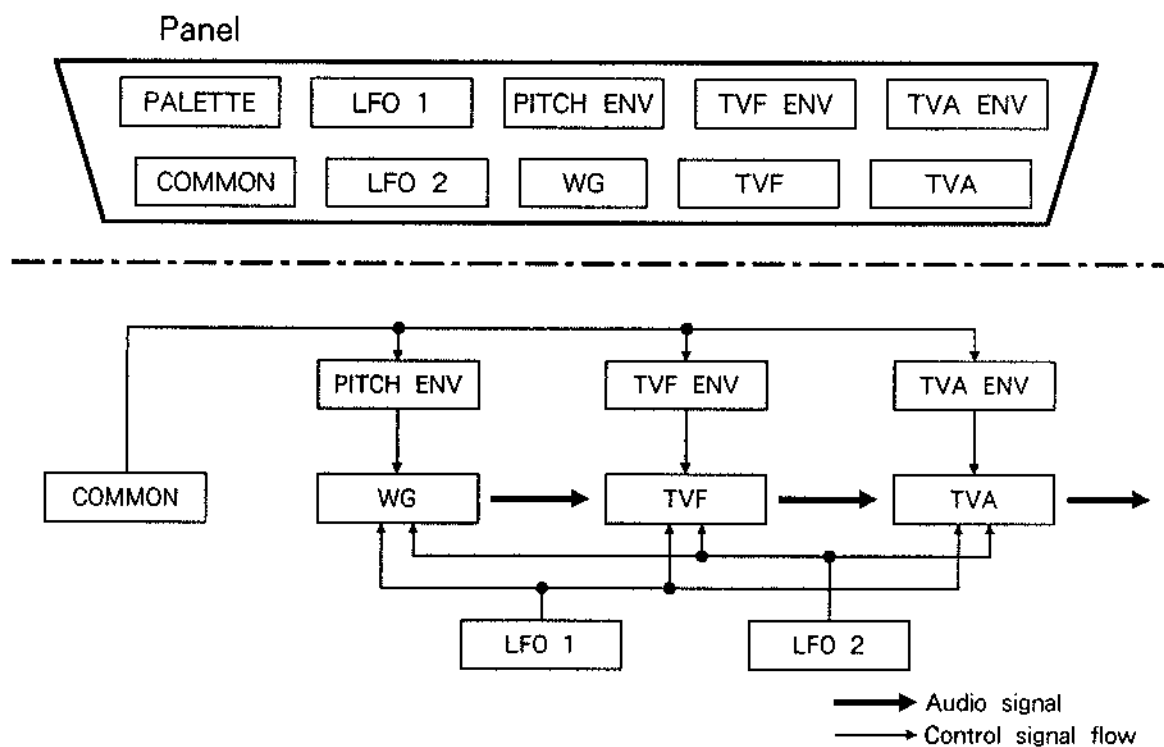 Panel
PALETTE LFO 1 PITCH ENV TVF ENV TVA ENV
COMMON LFO 2 WG TVF TVA
PITCH ENV TVF ENV TVA ENV
COMMON WG TVF TVA
LFO 1 LFO 2
Audio signal
Control signal flow